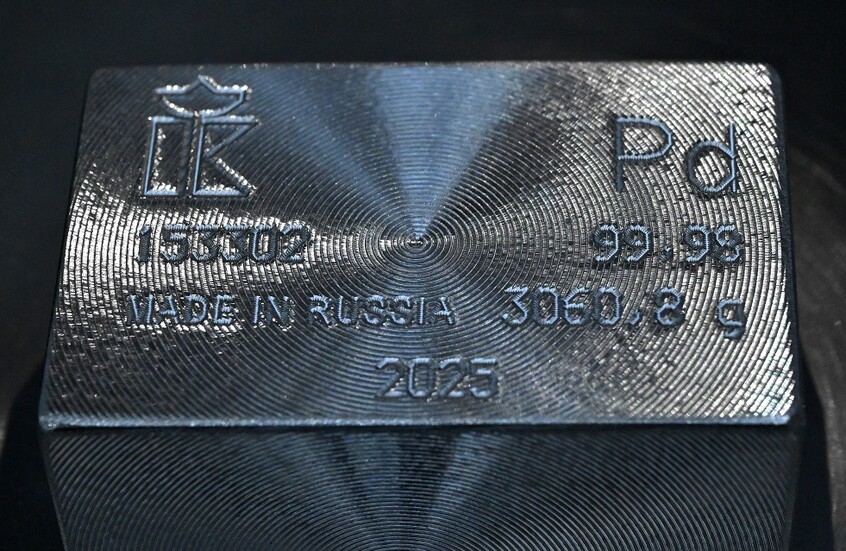 K
Pd
153302
99.98
MADE IN RUSSIA
3060.8 g
2025